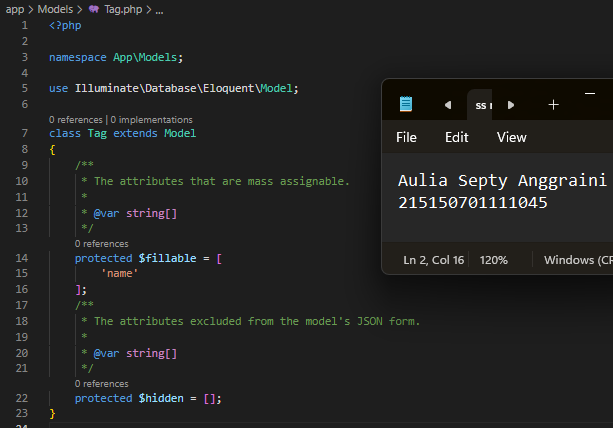 app > Models > Tag.php > ...
1 <?php
2
3 namespace App\Models;
4
5 use Illuminate\Database\Eloquent\Model;
6
0 references | 0 implementations
7 class Tag extends Model
8 {
9 /**
10 * The attributes that are mass assignable.
11 *
12 * @var string[]
13 */
0 references
14 protected $fillable = [
15 'name'
16 ];
17 /**
18 * The attributes excluded from the model's JSON form.
19 *
20 * @var string[]
21 */
0 references
22 protected $hidden = [];
23 }
24
ss
File Edit View
Aulia Septy Anggraini
215150701111045
Ln 2, Col 16 120% Windows (CR